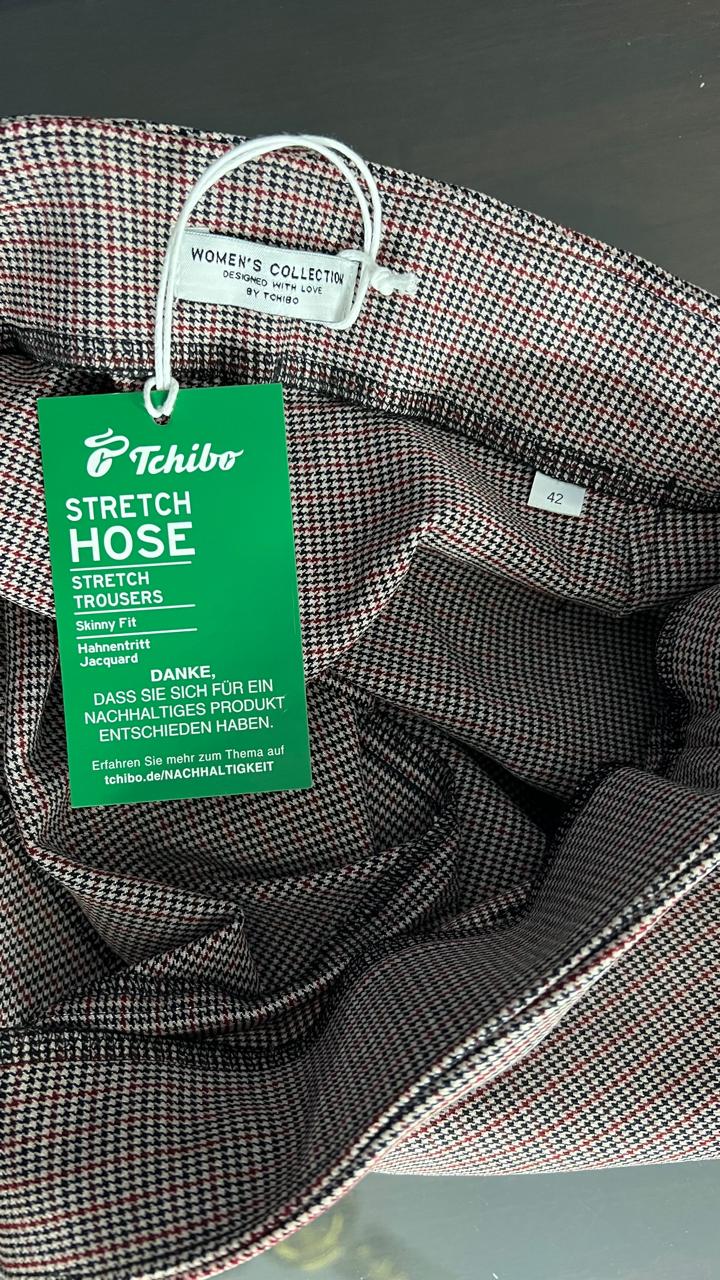 WOMEN'S COLLECTION
DESIGNED WITH LOVE
BY TCHIBO
42
Tchibo
STRETCH
HOSE
STRETCH
TROUSERS
Skinny Fit
Hahnentritt
Jacquard
DANKE,
DASS SIE SICH FÜR EIN
NACHHALTIGES PRODUKT
ENTSCHIEDEN HABEN.
Erfahren Sie mehr zum Thema auf
tchibo.de/NACHHALTIGKEIT